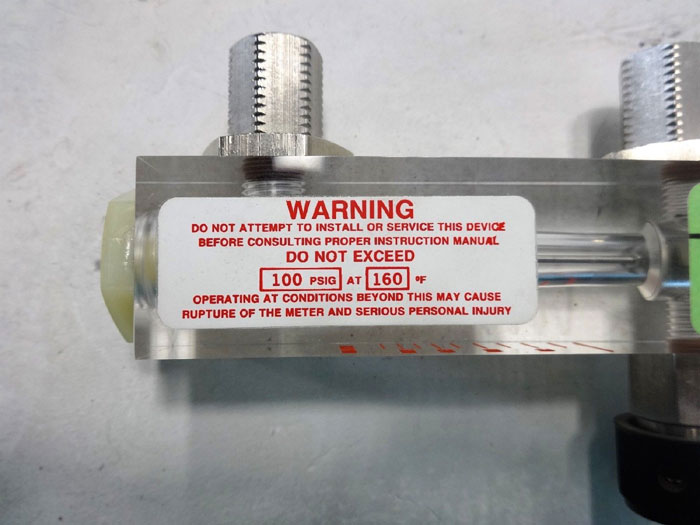 WARNING
DO NOT ATTEMPT TO INSTALL OR SERVICE THIS DEVICE
BEFORE CONSULTING PROPER INSTRUCTION MANUAL
DO NOT EXCEED
100 PSIG AT 160 °F
OPERATING AT CONDITIONS BEYOND THIS MAY CAUSE
RUPTURE OF THE METER AND SERIOUS PERSONAL INJURY